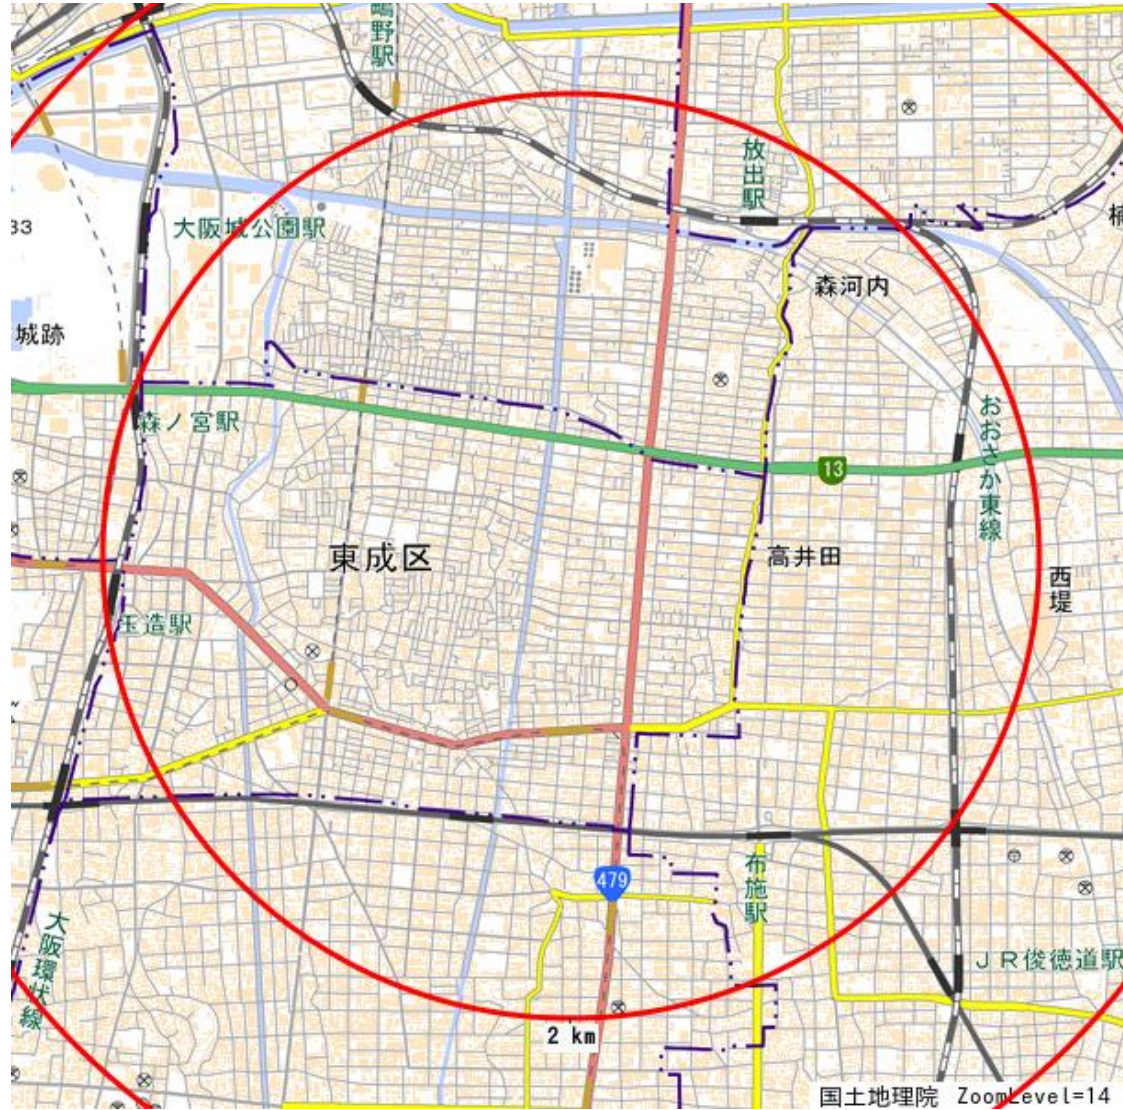 鴫野駅
放出駅
大阪城公園駅
33
城跡
森河内
森ノ宮駅
おおさか東線
13
東成区
高井田
西堤
玉造駅
479
布施駅
大阪環状線
JR俊徳道駅
2 km
国土地理院 ZoomLevel=14